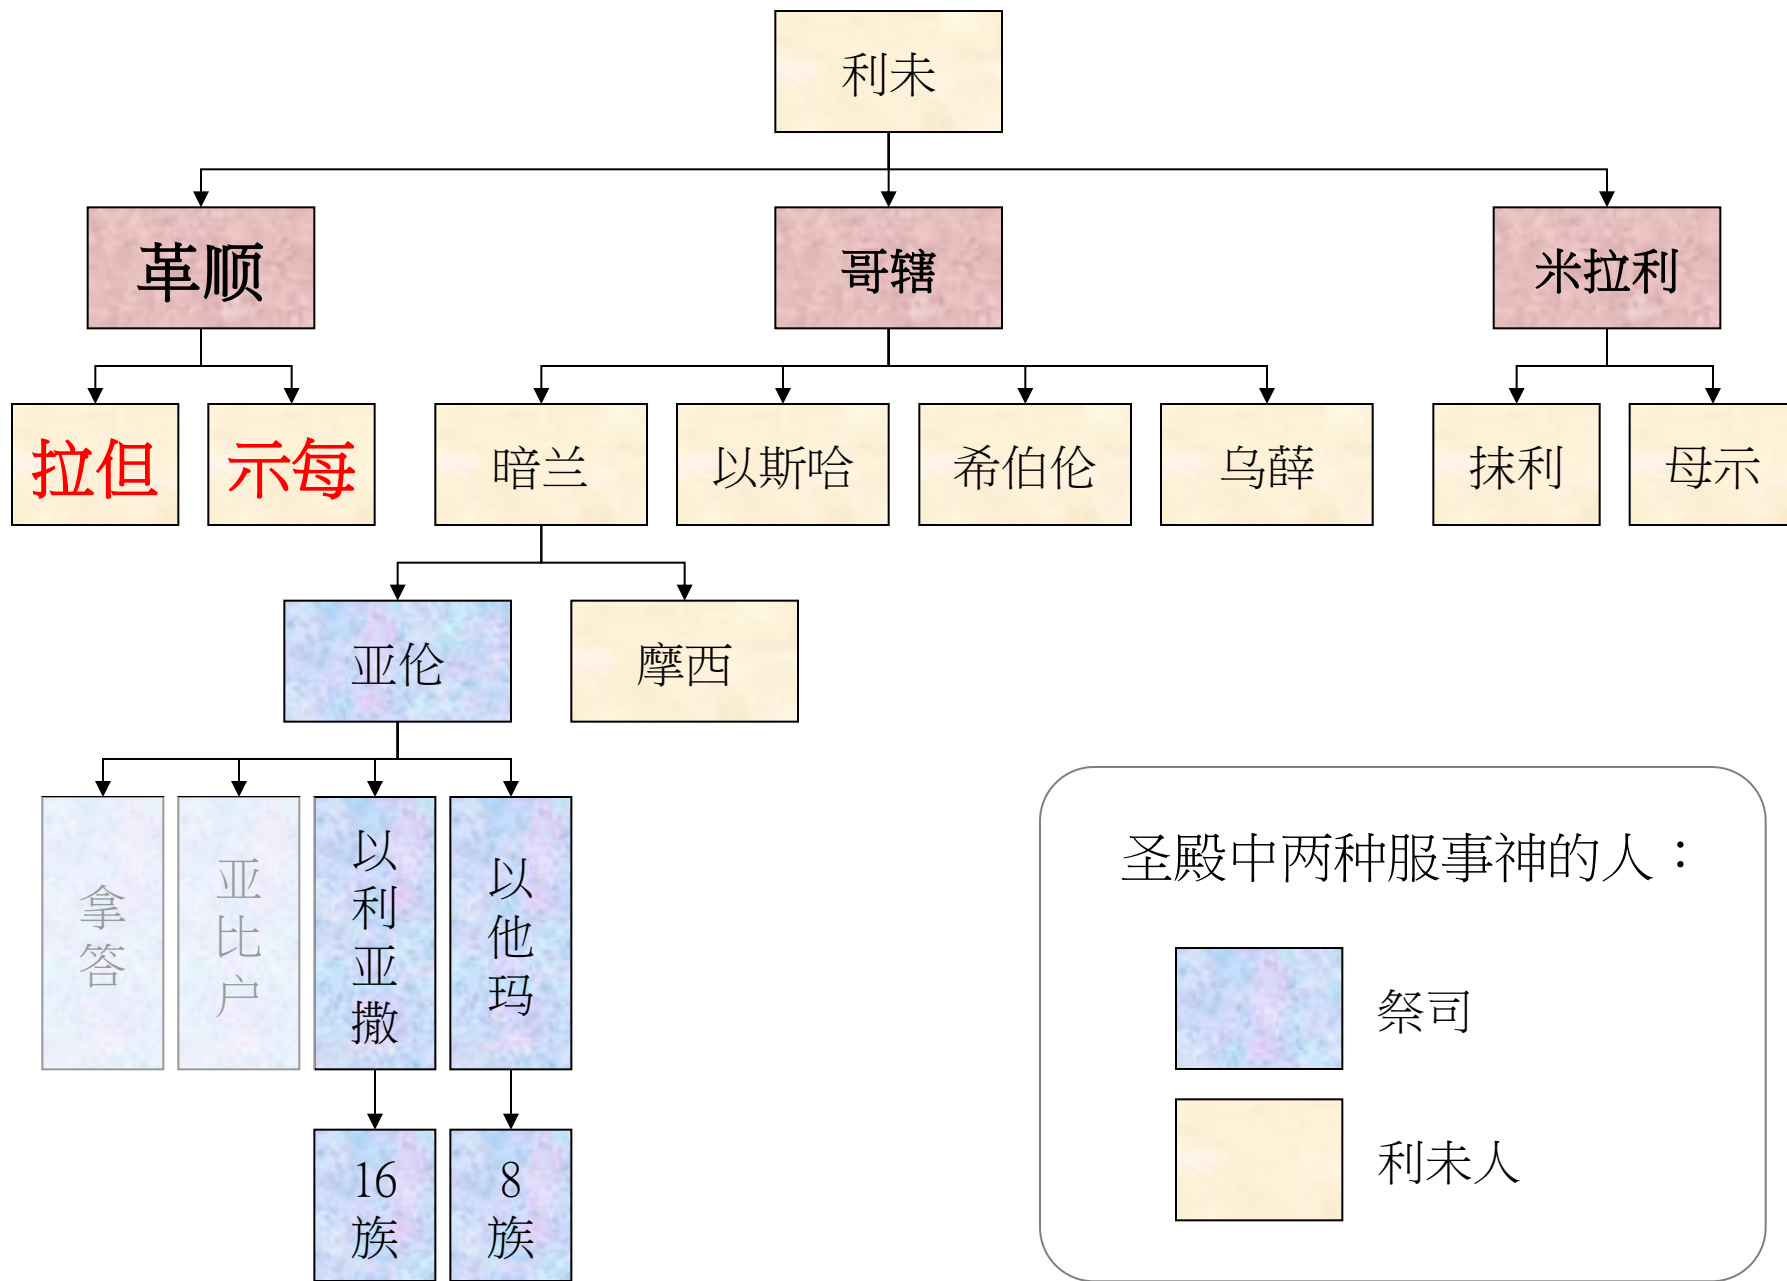 利未
革顺
哥辖
米拉利
拉但
示每
暗兰
以斯哈
希伯伦
乌薛
抹利
母示
亚伦
摩西
拿答
亚比户
以利亚撒
以他玛
16族
8族
圣殿中两种服事神的人：
祭司
利未人